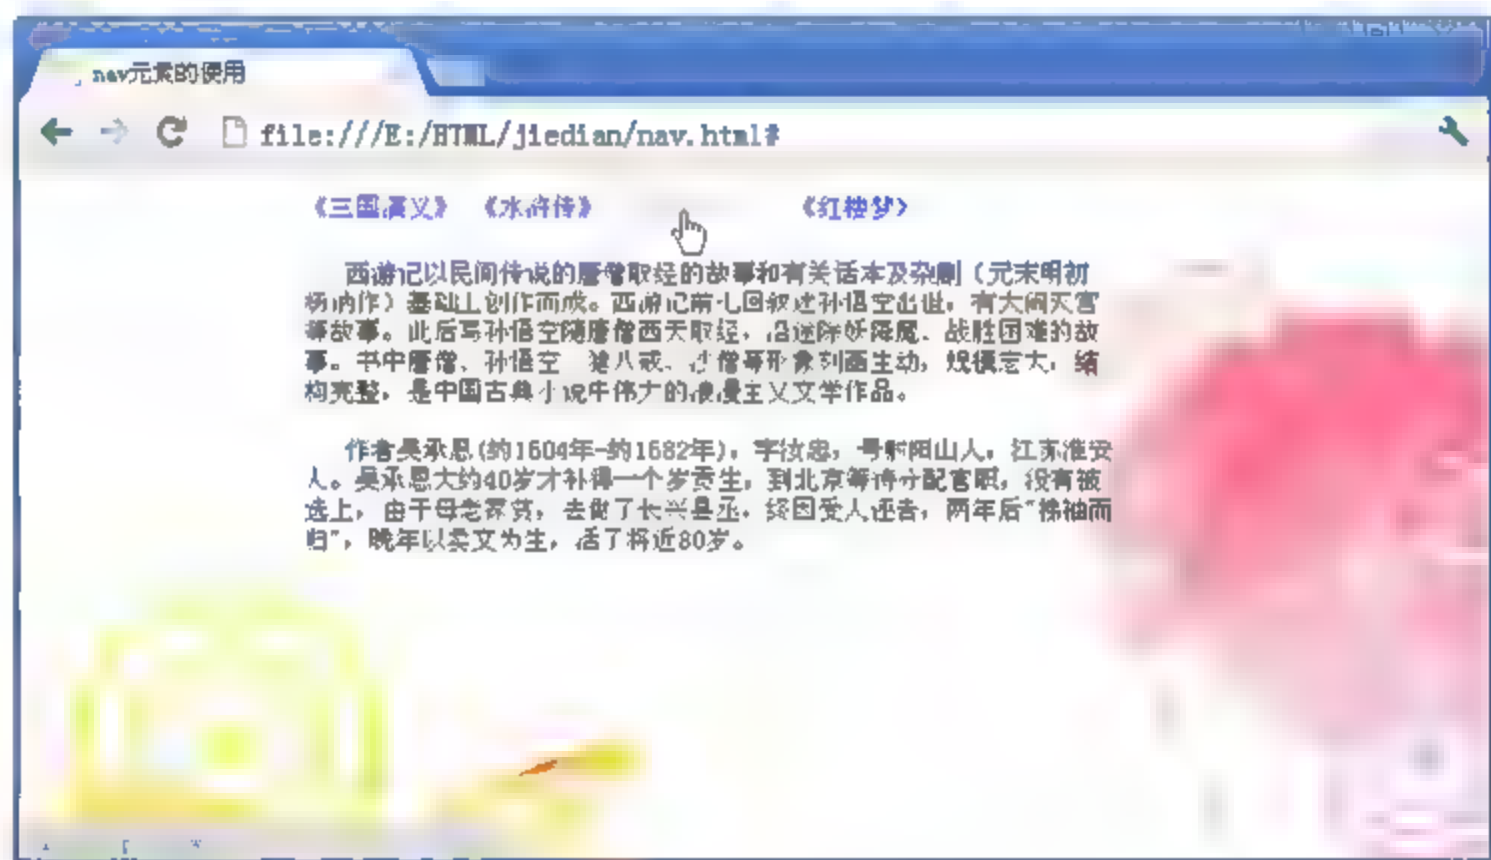 nav元素的使用
file:///E:/HTML/jiedian/nav.html#
《三国演义》 《水浒传》 《红楼梦》
西游记以民间传说的唐僧取经的故事和有关话本及杂剧（元末明初
杨讷作）基础上创作而成。西游记前七回叙述孙悟空出世，有大闹天宫
等故事。此后写孙悟空随唐僧西天取经，沿途除妖降魔、战胜困难的故
事。书中唐僧、孙悟空、猪八戒、沙僧等形象刻画生动，规模宏大，结
构完整，是中国古典小说中伟大的浪漫主义文学作品。
作者吴承恩(约1504年-约1582年)，字汝忠，号射阳山人，江苏淮安
人。吴承恩大约40岁才补得一个岁贡生，到北京等待分配官职，没有被
选上，由于母老家贫，去做了长兴县丞，终因受人诬告，两年后"拂袖而
归"，晚年以卖文为生，活了将近80岁。